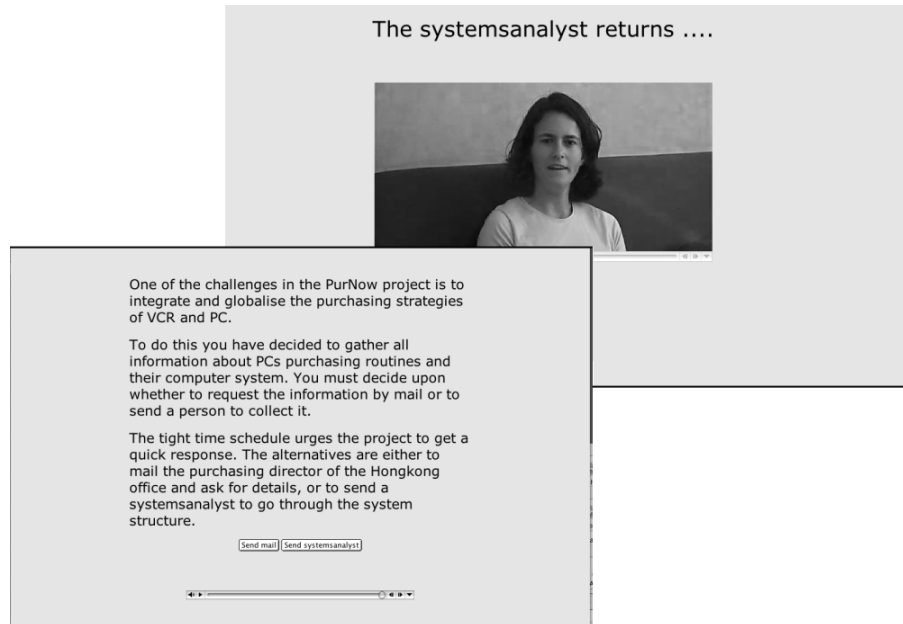 The systemsanalyst returns ....
One of the challenges in the PurNow project is to
integrate and globalise the purchasing strategies
of VCR and PC.
To do this you have decided to gather all
information about PCs purchasing routines and
their computer system. You must decide upon
whether to request the information by mail or to
send a person to collect it.
The tight time schedule urges the project to get a
quick response. The alternatives are either to
mail the purchasing director of the Hongkong
office and ask for details, or to send a
systemsanalyst to go through the system
structure.
Send mail Send systemsanalyst